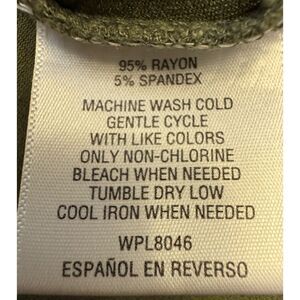 95% RAYON
5% SPANDEX
MACHINE WASH COLD
GENTLE CYCLE
WITH LIKE COLORS
ONLY NON-CHLORINE
BLEACH WHEN NEEDED
TUMBLE DRY LOW
COOL IRON WHEN NEEDED
WPL8046
ESPAÑOL EN REVERSO